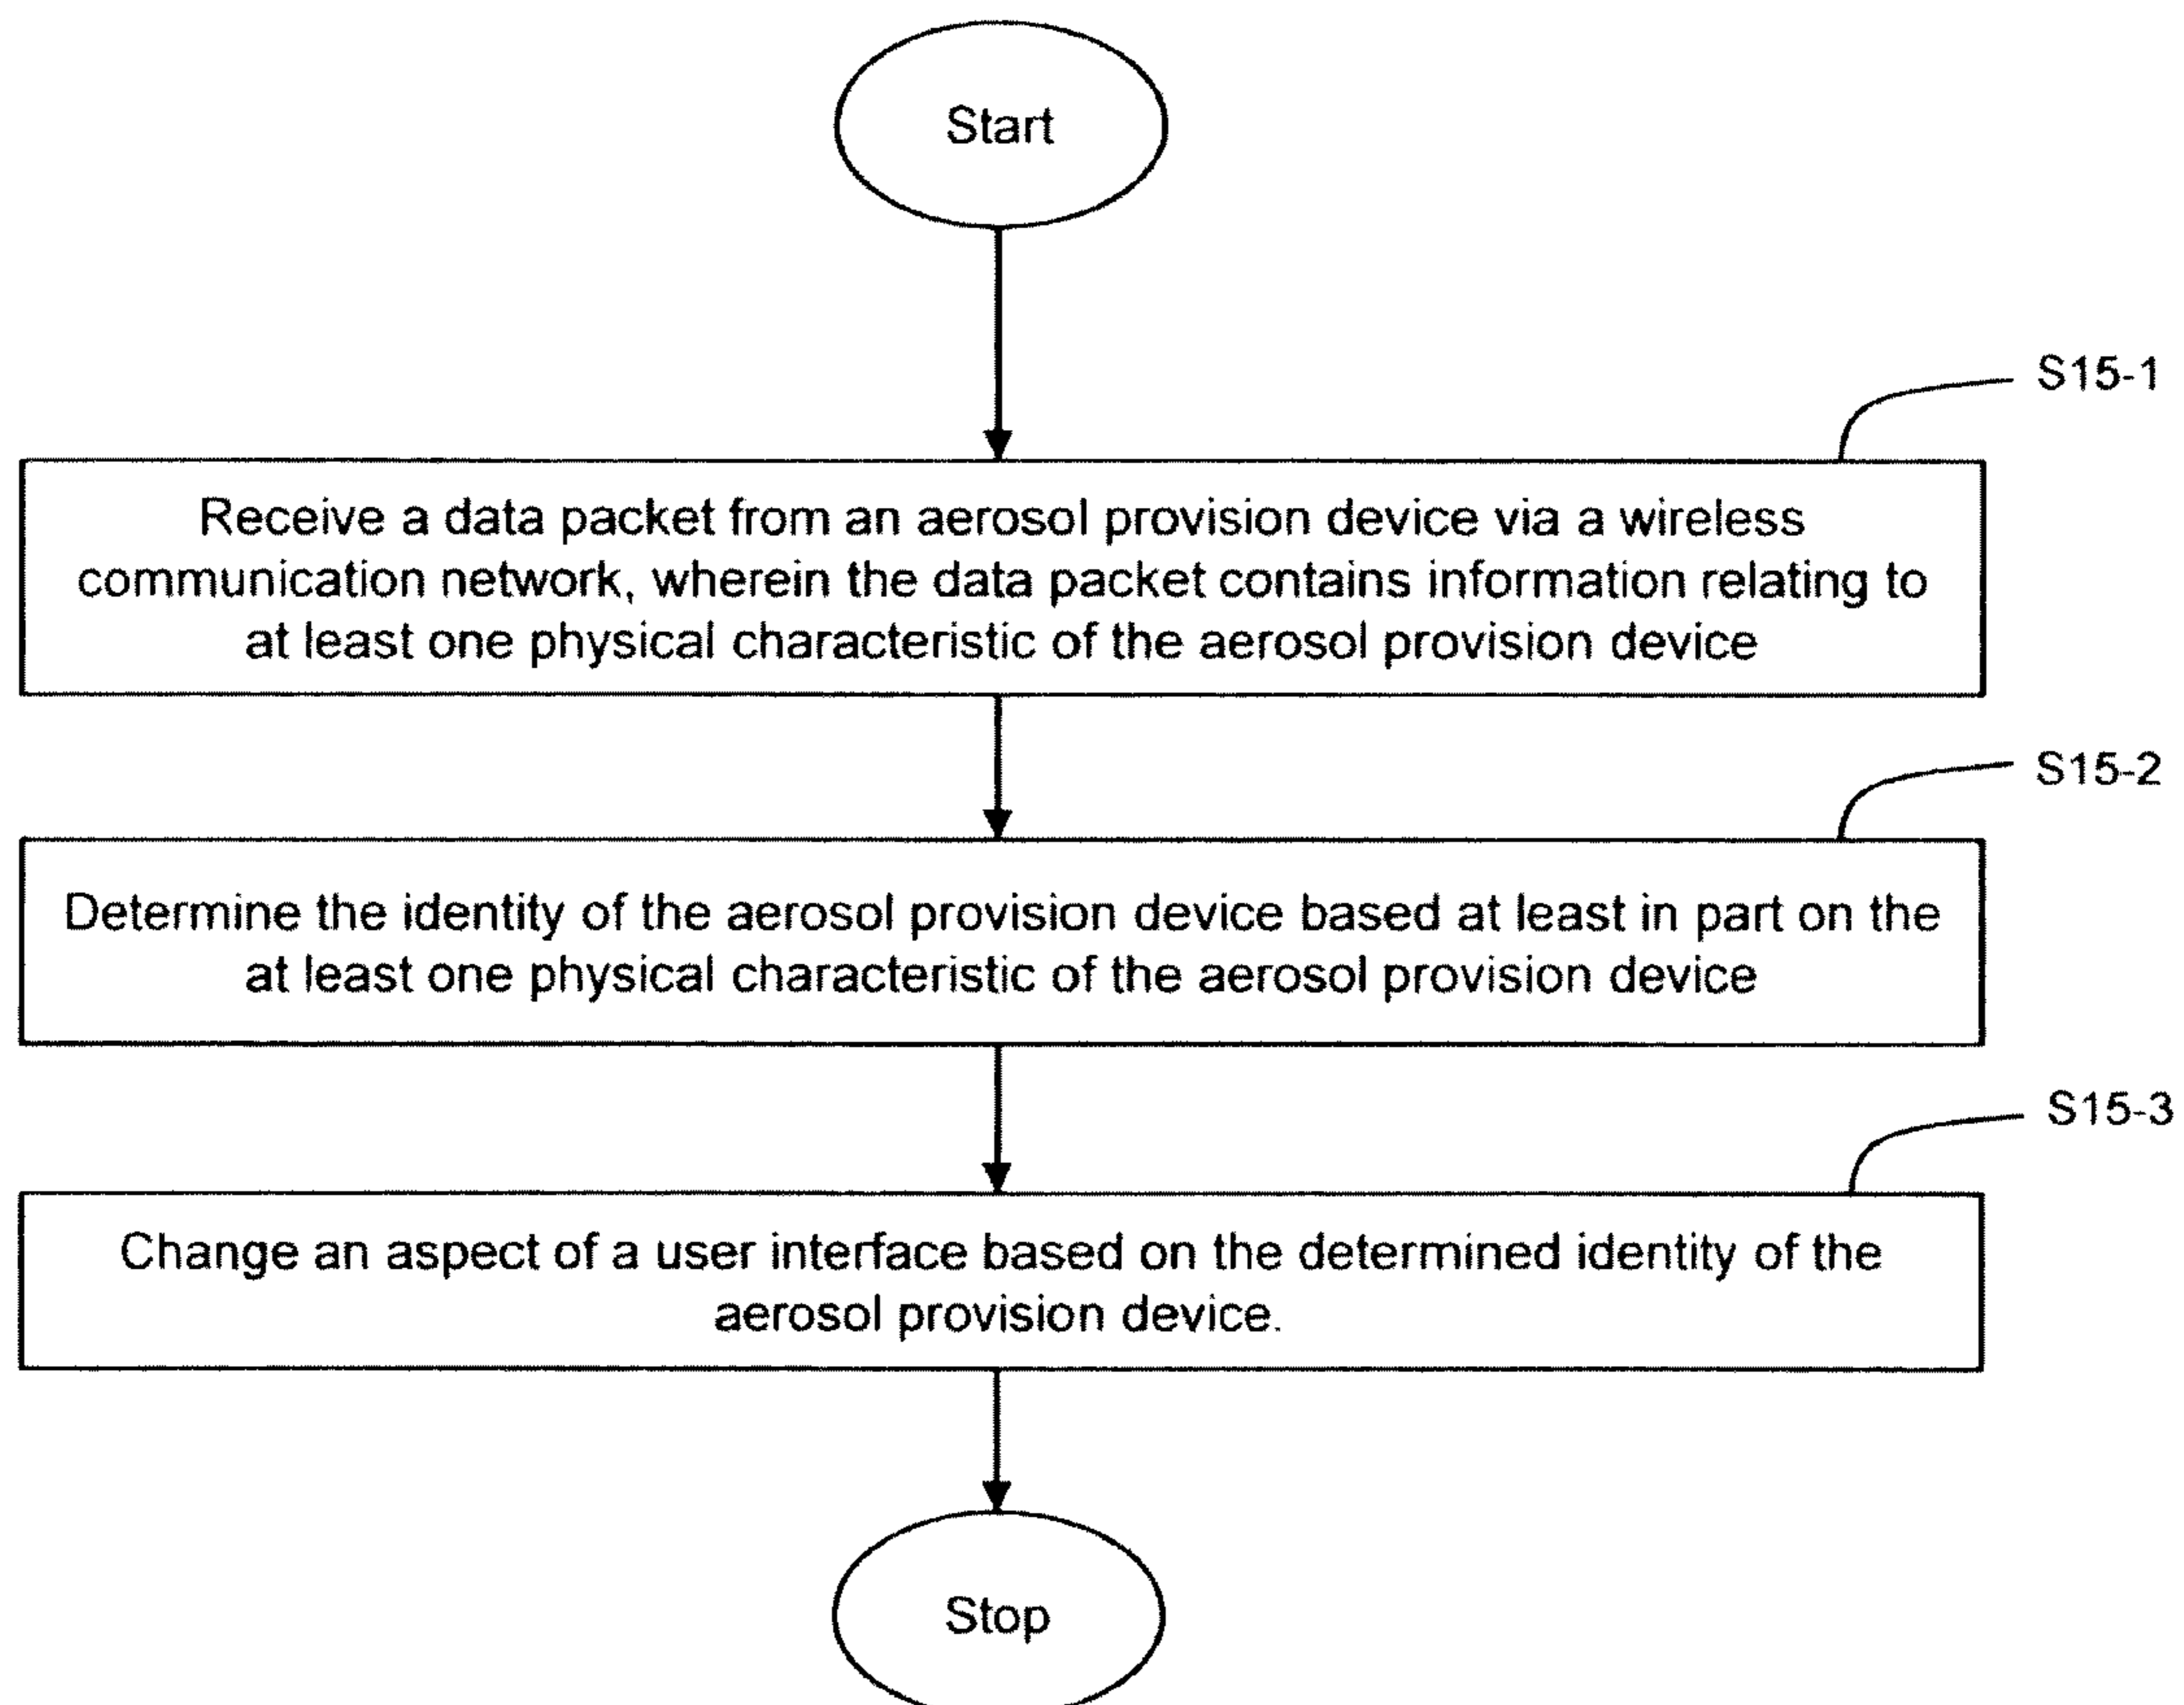 Start
S15-1
Receive a data packet from an aerosol provision device via a wireless
communication network, wherein the data packet contains information relating to
at least one physical characteristic of the aerosol provision device
S15-2
Determine the identity of the aerosol provision device based at least in part on the
at least one physical characteristic of the aerosol provision device
S15-3
Change an aspect of a user interface based on the determined identity of the
aerosol provision device.
Stop